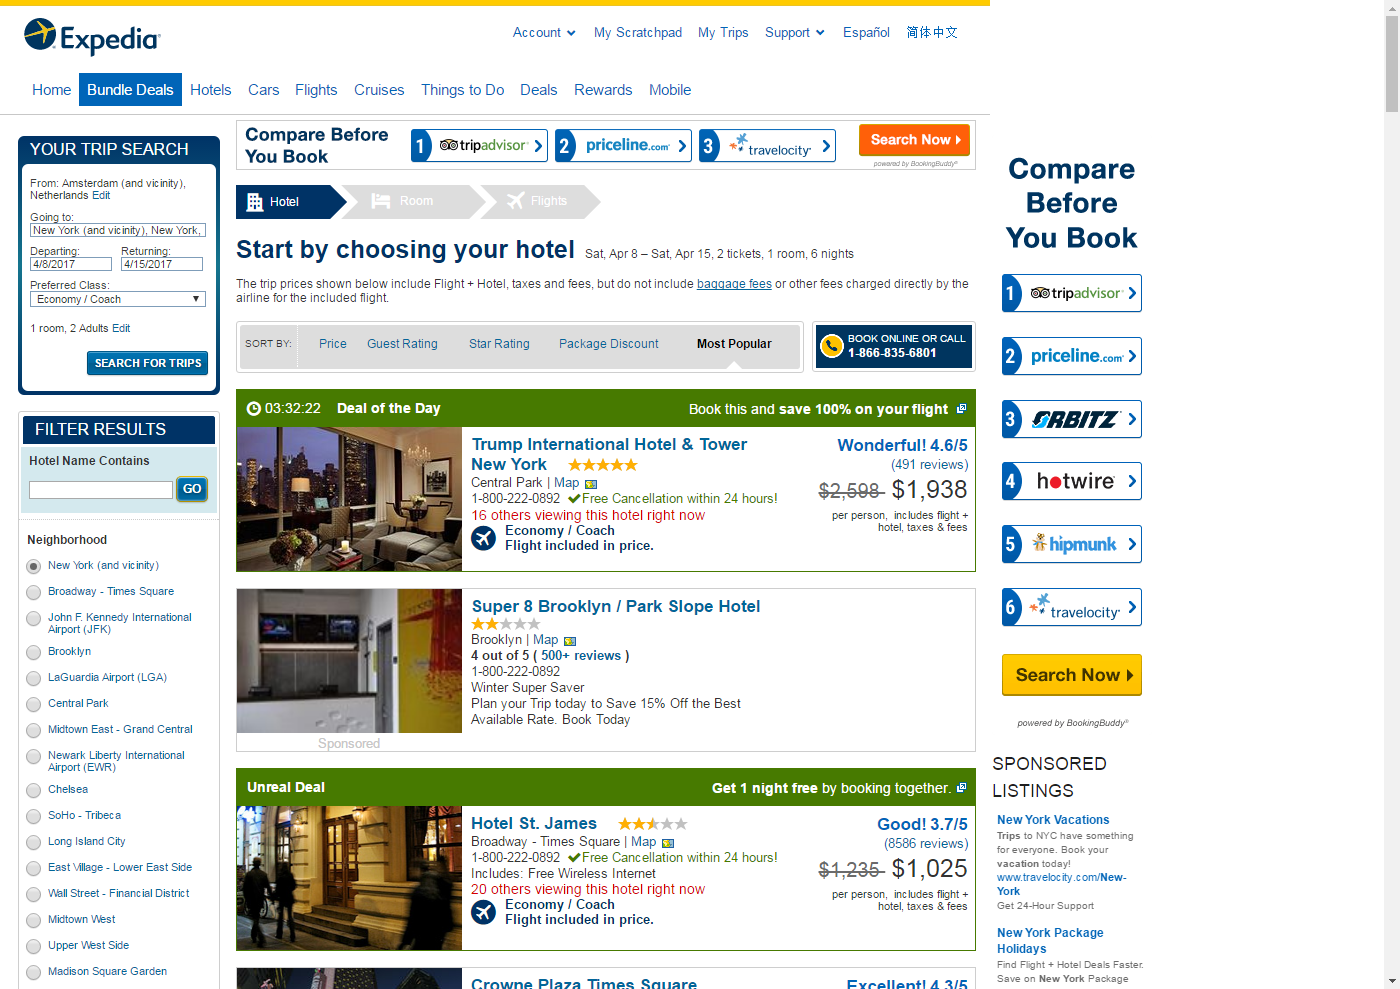 Expedia
Account
My Scratchpad
My Trips
Support
Español
简体中文
Home
Bundle Deals
Hotels
Cars
Flights
Cruises
Things to Do
Deals
Rewards
Mobile
YOUR TRIP SEARCH
From: Amsterdam (and vicinity),
Netherlands Edit
Going to:
New York (and vicinity), New York,
Departing: Returning:
4/8/2017 4/15/2017
Preferred Class:
Economy / Coach
1 room, 2 Adults Edit
SEARCH FOR TRIPS
FILTER RESULTS
Hotel Name Contains
GO
Neighborhood
New York (and vicinity)
Broadway - Times Square
John F. Kennedy International
Airport (JFK)
Brooklyn
LaGuardia Airport (LGA)
Central Park
Midtown East - Grand Central
Newark Liberty International
Airport (EWR)
Chelsea
SoHo - Tribeca
Long Island City
East Village - Lower East Side
Wall Street - Financial District
Midtown West
Upper West Side
Madison Square Garden
Compare Before
You Book
1 tripadvisor
2 priceline.com
3 travelocity
Search Now
powered by BookingBuddy
Hotel
Room
Flights
Start by choosing your hotel Sat, Apr 8 – Sat, Apr 15, 2 tickets, 1 room, 6 nights
The trip prices shown below include Flight + Hotel, taxes and fees, but do not include baggage fees or other fees charged directly by the
airline for the included flight.
SORT BY: Price Guest Rating Star Rating Package Discount Most Popular
BOOK ONLINE OR CALL
1-866-835-6801
03:32:22 Deal of the Day Book this and save 100% on your flight
Trump International Hotel & Tower
New York
Central Park | Map
1-800-222-0892 Free Cancellation within 24 hours!
16 others viewing this hotel right now
Economy / Coach
Flight included in price.
Wonderful! 4.6/5
(491 reviews)
$2,598 $1,938
per person, includes flight +
hotel, taxes & fees
Super 8 Brooklyn / Park Slope Hotel
Brooklyn | Map
4 out of 5 ( 500+ reviews )
1-800-222-0892
Winter Super Saver
Plan your Trip today to Save 15% Off the Best
Available Rate. Book Today
Sponsored
Unreal Deal Get 1 night free by booking together.
Hotel St. James
Broadway - Times Square | Map
1-800-222-0892 Free Cancellation within 24 hours!
Includes: Free Wireless Internet
20 others viewing this hotel right now
Economy / Coach
Flight included in price.
Good! 3.7/5
(8586 reviews)
$1,235 $1,025
per person, includes flight +
hotel, taxes & fees
Crowne Plaza Times Square
Excellent! 4.3/5
Compare
Before
You Book
1 tripadvisor
2 priceline.com
3 ORBITZ
4 hotwire
5 hipmunk
6 travelocity
Search Now
powered by BookingBuddy
SPONSORED
LISTINGS
New York Vacations
Trips to NYC have something
for everyone. Book your
vacation today!
www.travelocity.com/New-
York
Get 24-Hour Support
New York Package
Holidays
Find Flight + Hotel Deals Faster.
Save on New York Package